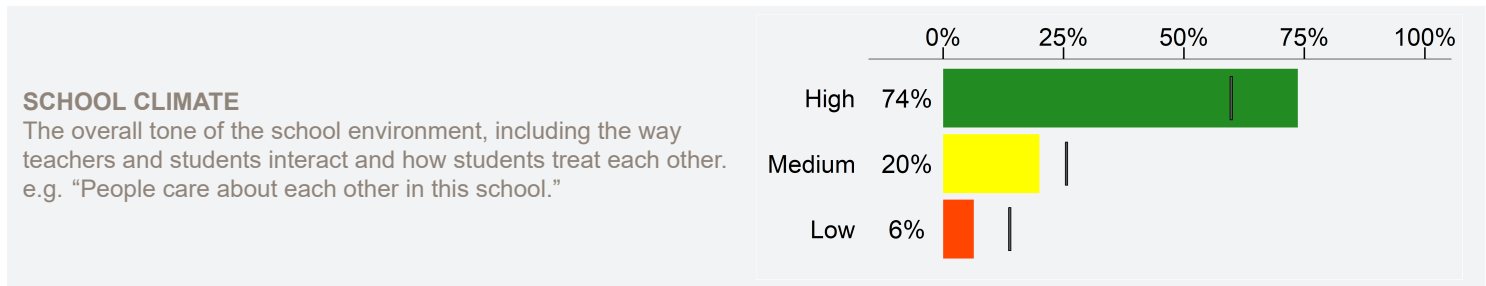 SCHOOL CLIMATE
The overall tone of the school environment, including the way
teachers and students interact and how students treat each other.
e.g. “People care about each other in this school.”
0% 25% 50% 75% 100%
High 74%
Medium 20%
Low 6%